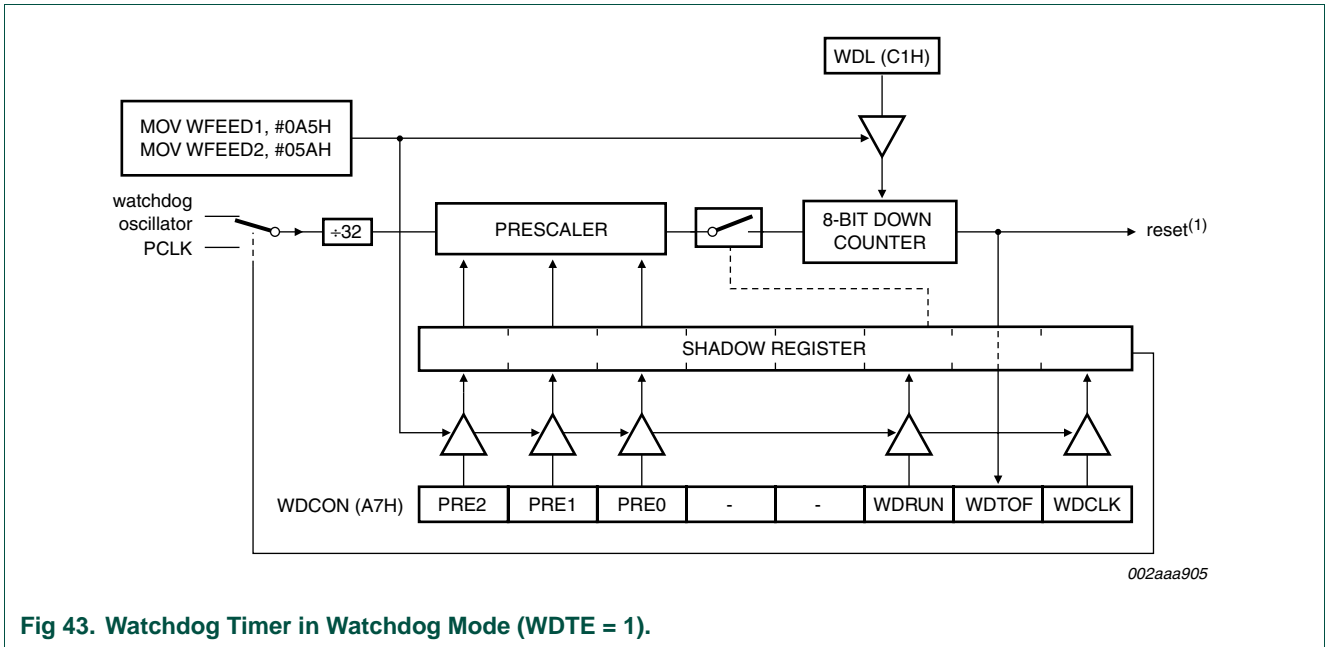 WDL (C1H)
MOV WFEED1, #0A5H
MOV WFEED2, #05AH
watchdog
oscillator
PCLK
÷32
PRESCALER
8-BIT DOWN
COUNTER
reset(1)
SHADOW REGISTER
WDCON (A7H)
PRE2
PRE1
PRE0
-
-
WDRUN
WDTOF
WDCLK
002aaa905
Fig 43. Watchdog Timer in Watchdog Mode (WDTE = 1).